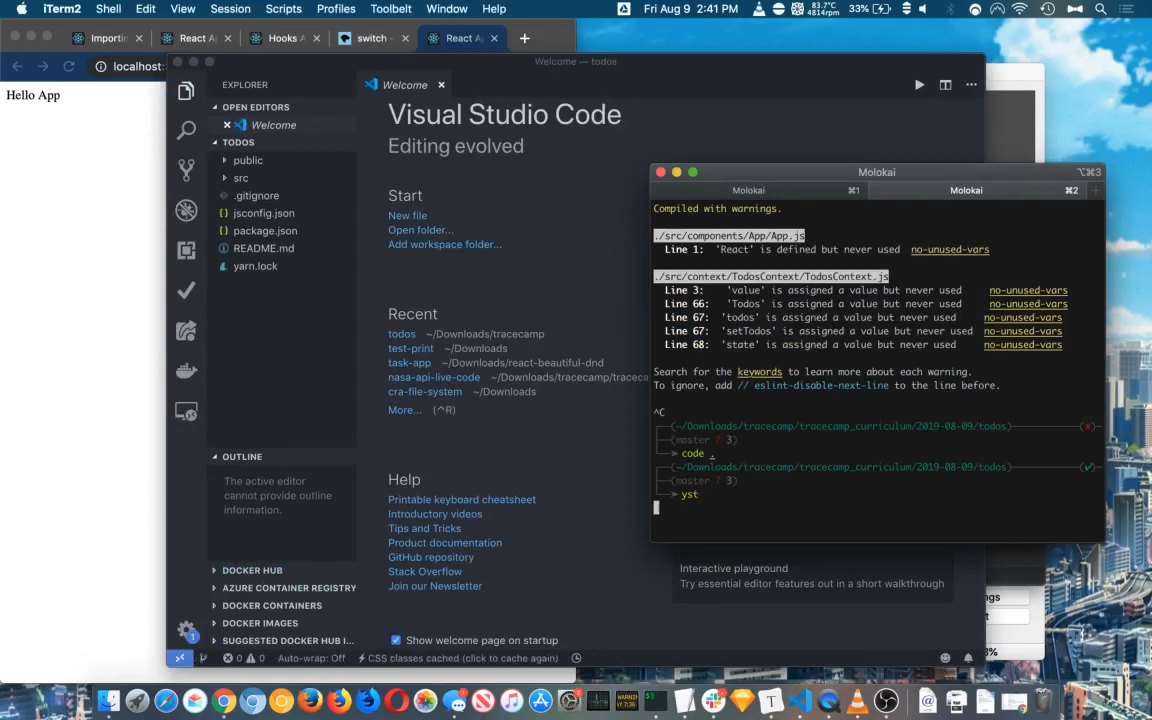 iTerm2 Shell Edit View Session Scripts Profiles Toolbelt Window Help
83.7°C
4814rpm
Fri Aug 9 2:41 PM 33%
Importin
React A
Hooks A
switch -
React A
localhost:
Hello App
Welcome — todos
EXPLORER
OPEN EDITORS
Welcome
TODOS
public
src
.gitignore
jsconfig.json
package.json
README.md
yarn.lock
OUTLINE
The active editor
cannot provide outline
information.
DOCKER HUB
AZURE CONTAINER REGISTRY
DOCKER CONTAINERS
DOCKER IMAGES
SUGGESTED DOCKER HUB I...
Welcome
Visual Studio Code
Editing evolved
Start
New file
Open folder...
Add workspace folder...
Recent
todos ~/Downloads/tracecamp
test-print ~/Downloads
task-app ~/Downloads/react-beautiful-dnd
nasa-api-live-code ~/Downloads/tracecamp/traceca
cra-file-system ~/Downloads
More... (^R)
Help
Printable keyboard cheatsheet
Introductory videos
Tips and Tricks
Product documentation
GitHub repository
Stack Overflow
Join our Newsletter
Show welcome page on startup
Interactive playground
Try essential editor features out in a short walkthrough
1
0 0 Auto-wrap: Off CSS classes cached (click to cache again)
Molokai ⌥⌘3
Molokai ⌘1 Molokai ⌘2 +
Compiled with warnings.
./src/components/App/App.js
Line 1: 'React' is defined but never used no-unused-vars
./src/context/TodosContext/TodosContext.js
Line 3: 'value' is assigned a value but never used no-unused-vars
Line 66: 'Todos' is assigned a value but never used no-unused-vars
Line 67: 'todos' is assigned a value but never used no-unused-vars
Line 67: 'setTodos' is assigned a value but never used no-unused-vars
Line 68: 'state' is assigned a value but never used no-unused-vars
Search for the keywords to learn more about each warning.
To ignore, add // eslint-disable-next-line to the line before.
^C
(~/Downloads/tracecamp/tracecamp_curriculum/2019-08-09/todos) (✗)
(master ? 3)
code .
(~/Downloads/tracecamp/tracecamp_curriculum/2019-08-09/todos) (✓)
(master ? 3)
yst
ngs
t